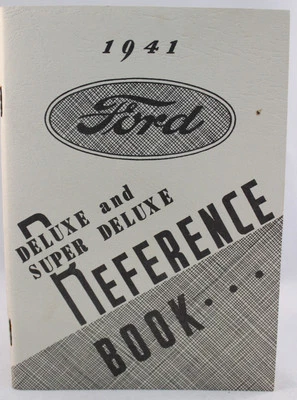 1941
Ford
DELUXE and
SUPER DELUXE
REFERENCE
BOOK...